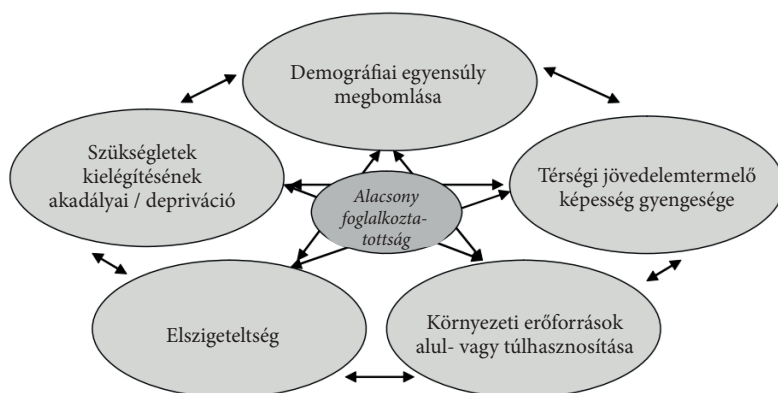 Demográfiai egyensúly
megbomlása
Szükségletek
kielégítésének
akadályai / depriváció
Térségi jövedelemtermelő
képesség gyengesége
Alacsony
foglalkozta-
tottság
Elszigeteltség
Környezeti erőforrások
alul- vagy túlhasznosítása